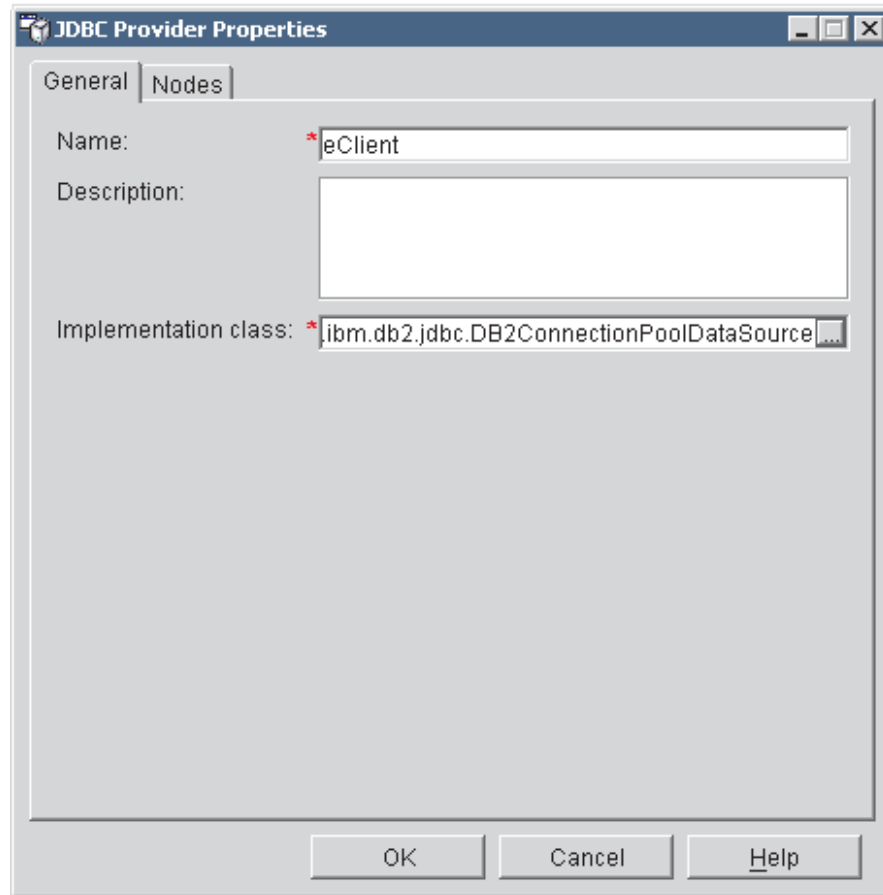 JDBC Provider Properties
General Nodes
Name: *eClient
Description:
Implementation class: *.ibm.db2.jdbc.DB2ConnectionPoolDataSource ...
OK Cancel Help